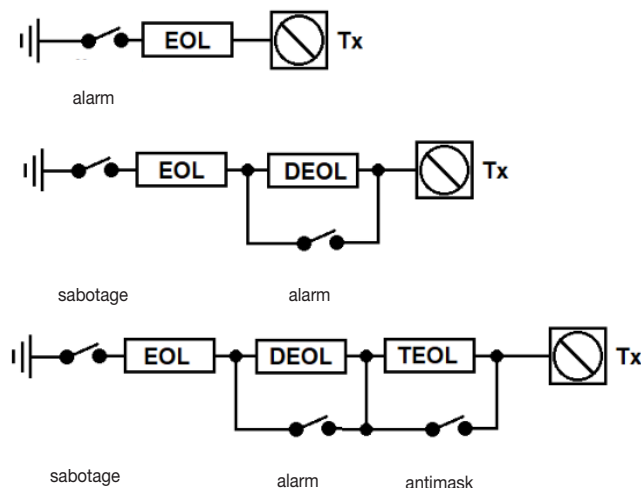 EOL Tx
alarm
EOL DEOL Tx
sabotage alarm
EOL DEOL TEOL Tx
sabotage alarm antimask